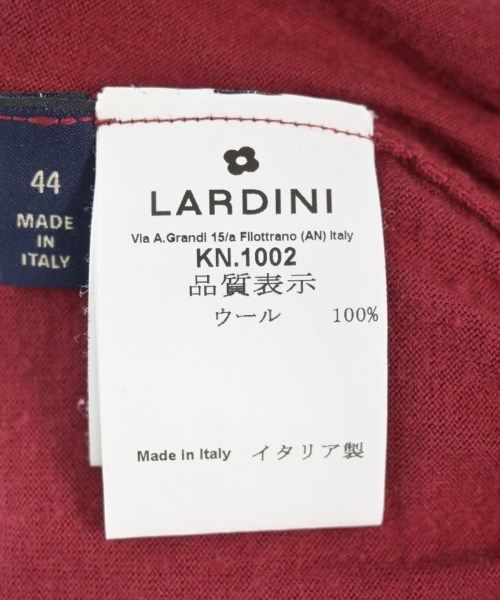 44
MADE
IN
ITALY
LARDINI
Via A.Grandi 15/a Filottrano (AN) Italy
KN.1002
品質表示
ウール 100%
Made in Italy イタリア製